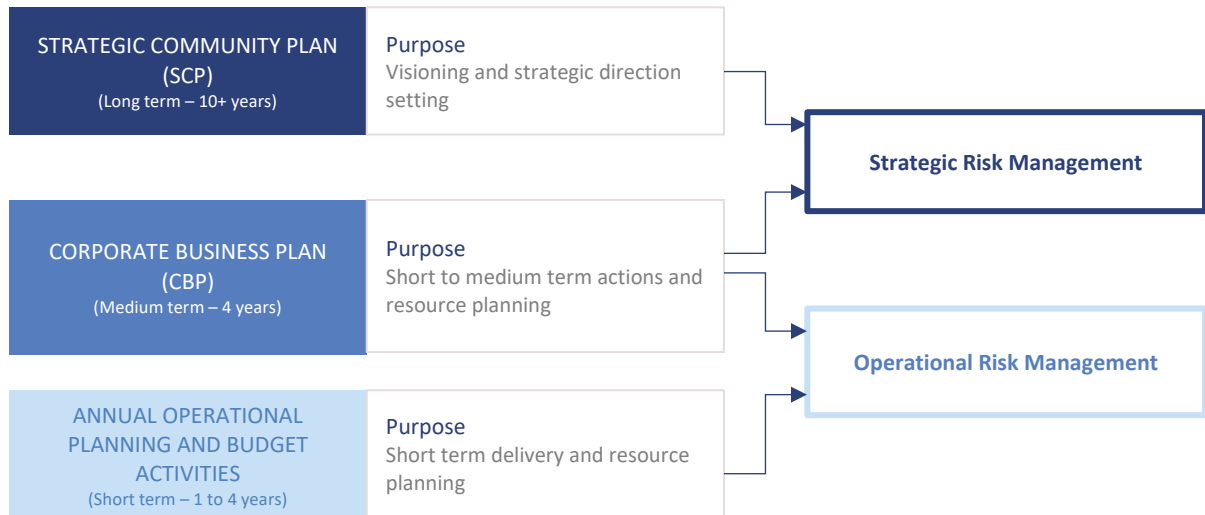 STRATEGIC COMMUNITY PLAN
(SCP)
(Long term – 10+ years)
Purpose
Visioning and strategic direction
setting
Strategic Risk Management
CORPORATE BUSINESS PLAN
(CBP)
(Medium term – 4 years)
Purpose
Short to medium term actions and
resource planning
Operational Risk Management
ANNUAL OPERATIONAL
PLANNING AND BUDGET
ACTIVITIES
(Short term – 1 to 4 years)
Purpose
Short term delivery and resource
planning